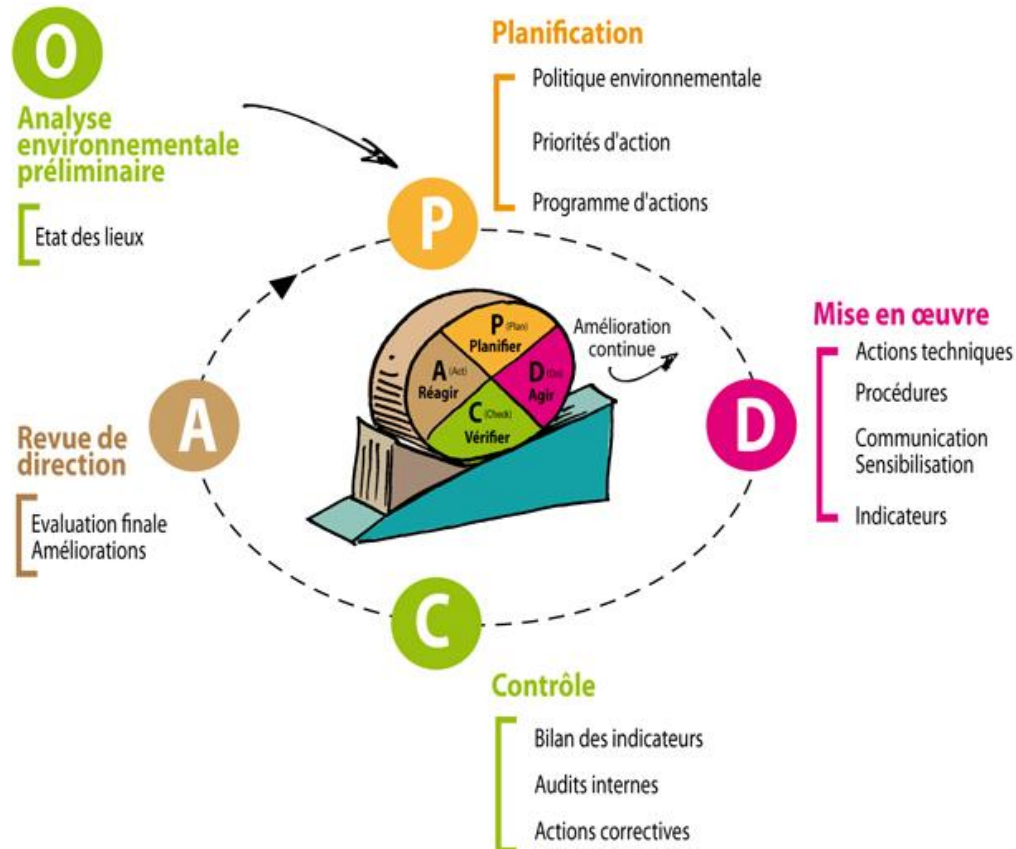 O
Analyse
environnementale
préliminaire
Etat des lieux
Planification
Politique environnementale
Priorités d'action
Programme d'actions
P
Mise en œuvre
Actions techniques
Procédures
Communication
Sensibilisation
Indicateurs
D
Amélioration
continue
P (Plan)
Planifier
A (Act)
Réagir
D (Do)
Agir
C (Check)
Vérifier
A
Revue de
direction
Evaluation finale
Améliorations
C
Contrôle
Bilan des indicateurs
Audits internes
Actions correctives